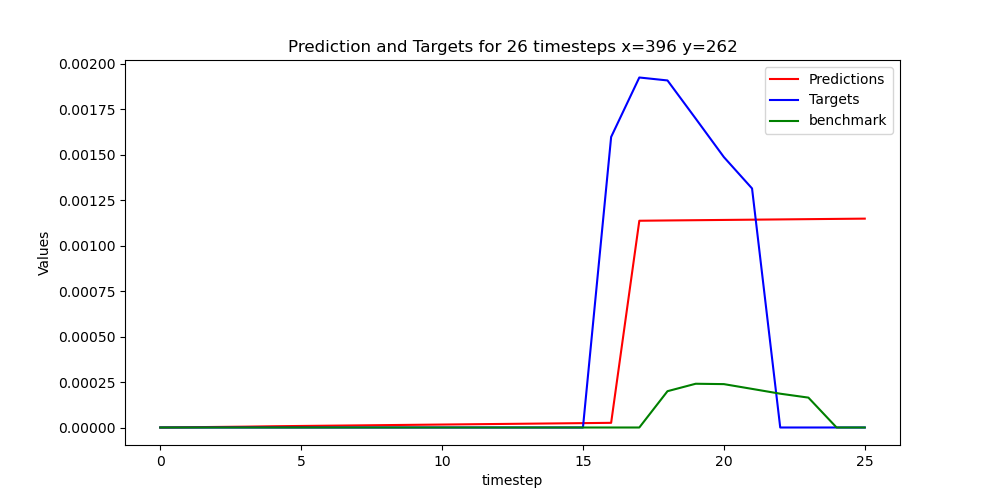 Prediction and Targets for 26 timesteps x=396 y=262
Predictions
Targets
benchmark
Values
0.00200
0.00175
0.00150
0.00125
0.00100
0.00075
0.00050
0.00025
0.00000
0 5 10 15 20 25
timestep